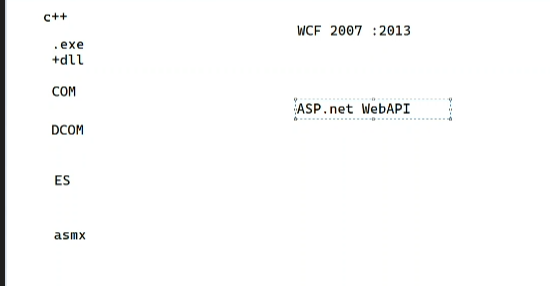 c++
.exe
+dll
COM
DCOM
ES
asmx
WCF 2007 :2013
ASP.net WebAPI